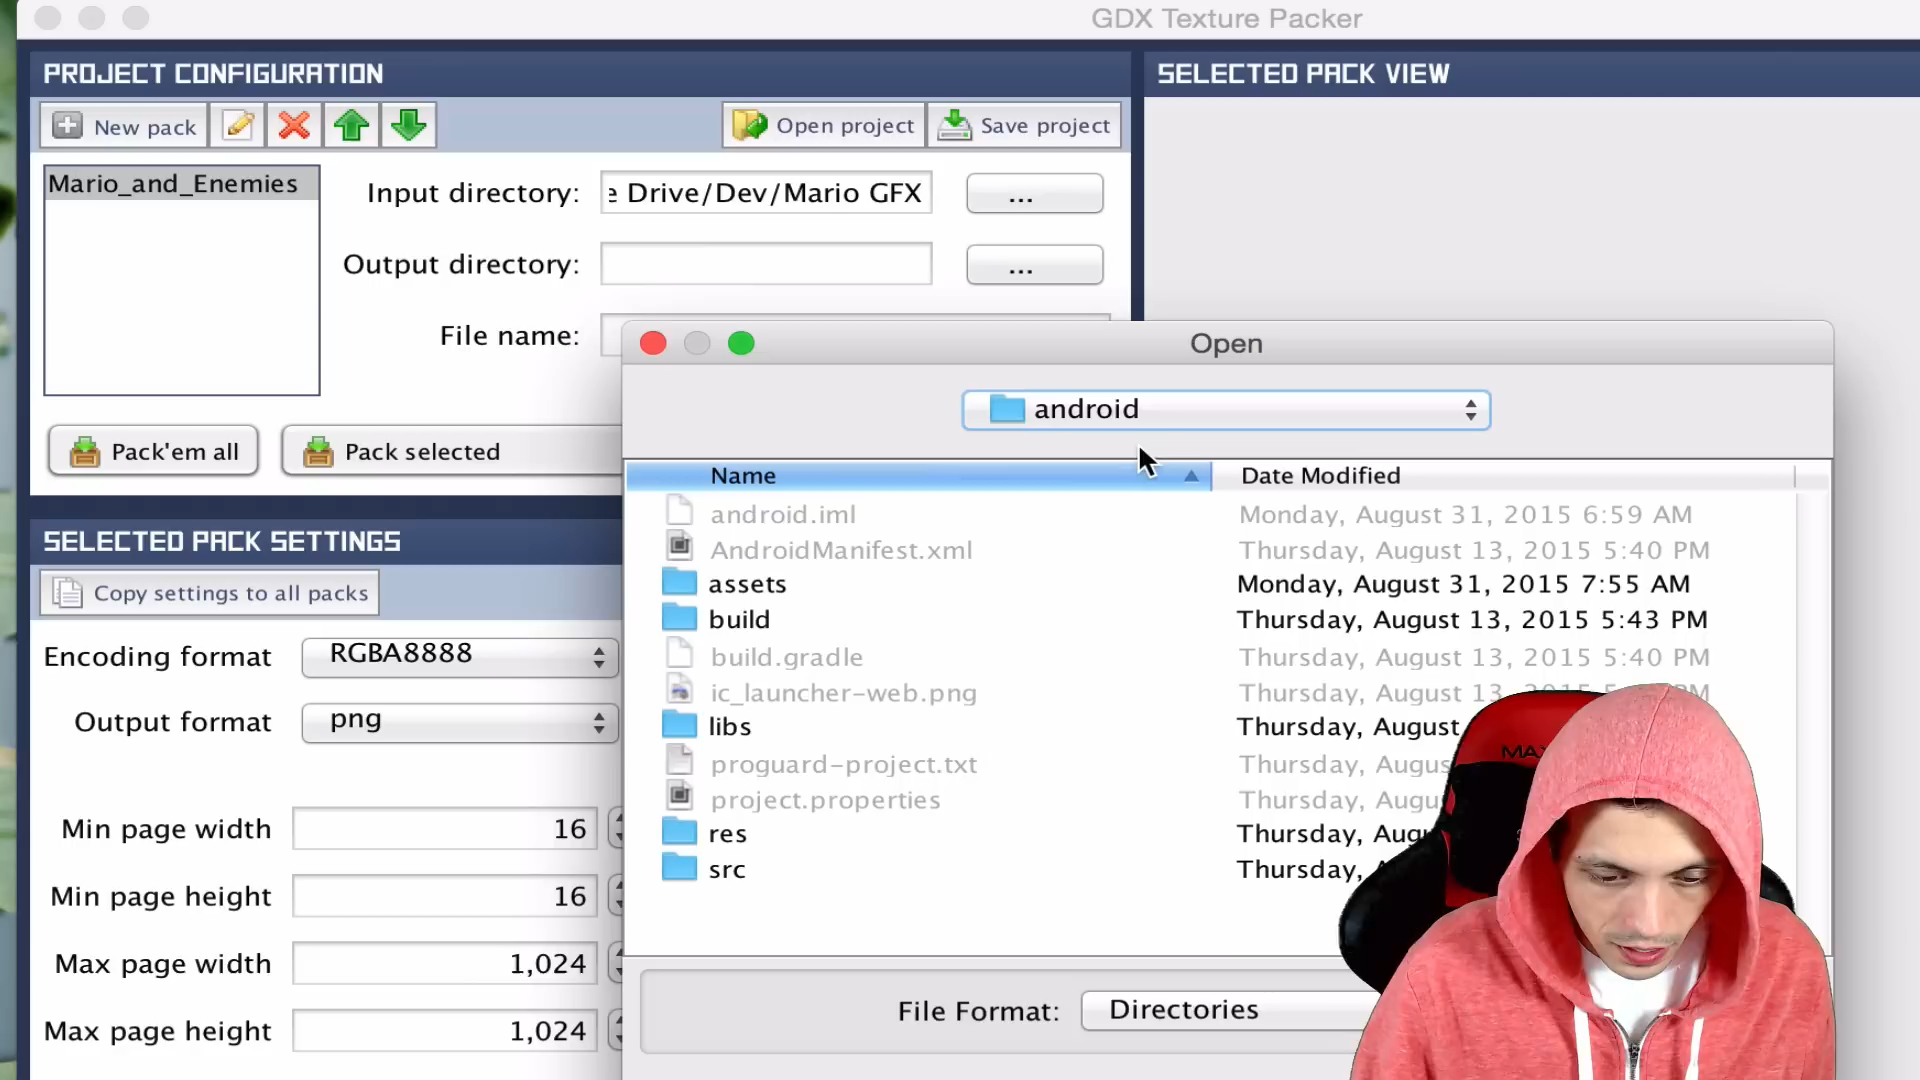 GDX Texture Packer
PROJECT CONFIGURATION
SELECTED PACK VIEW
New pack
Open project
Save project
Mario_and_Enemies
Input directory:
e Drive/Dev/Mario GFX
...
Output directory:
...
File name:
Pack'em all
Pack selected
Open
android
Name
Date Modified
android.iml
Monday, August 31, 2015 6:59 AM
AndroidManifest.xml
Thursday, August 13, 2015 5:40 PM
assets
Monday, August 31, 2015 7:55 AM
build
Thursday, August 13, 2015 5:43 PM
build.gradle
Thursday, August 13, 2015 5:40 PM
ic_launcher-web.png
Thursday, August 13, 2015
libs
Thursday, August
proguard-project.txt
Thursday,
project.properties
Thursday,
res
Thursday,
src
Thursday,
File Format:
Directories
SELECTED PACK SETTINGS
Copy settings to all packs
Encoding format
RGBA8888
Output format
png
Min page width
16
Min page height
16
Max page width
1,024
Max page height
1,024